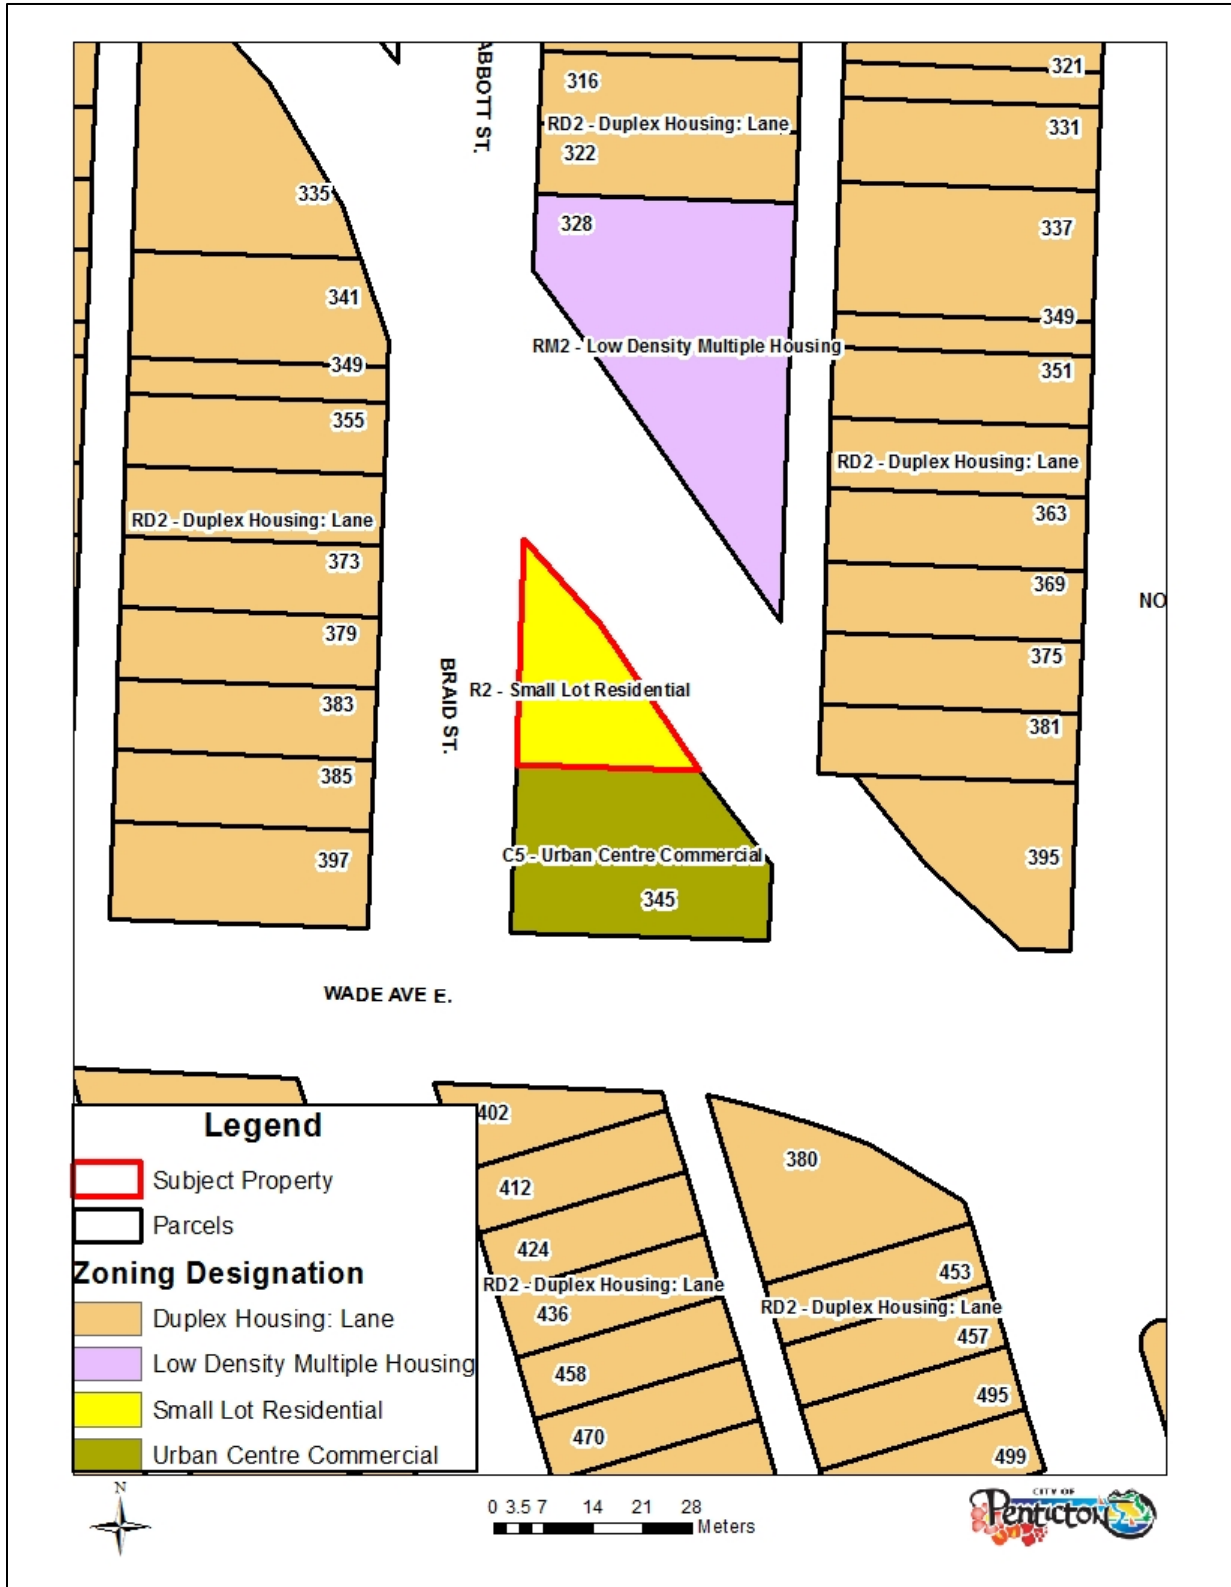 ABBOTT ST.
316
RD2 - Duplex Housing: Lane
322
328
RM2 - Low Density Multiple Housing
321
331
337
349
351
RD2 - Duplex Housing: Lane
363
369
375
381
395
NO
335
341
349
355
RD2 - Duplex Housing: Lane
373
379
383
385
397
BRAID ST.
R2 - Small Lot Residential
C5 - Urban Centre Commercial
345
WADE AVE E.
402
412
424
RD2 - Duplex Housing: Lane
436
458
470
380
453
RD2 - Duplex Housing: Lane
457
495
499
Legend
Subject Property
Parcels
Zoning Designation
Duplex Housing: Lane
Low Density Multiple Housing
Small Lot Residential
Urban Centre Commercial
N
0 3.5 7 14 21 28
Meters
CITY OF
Penticton